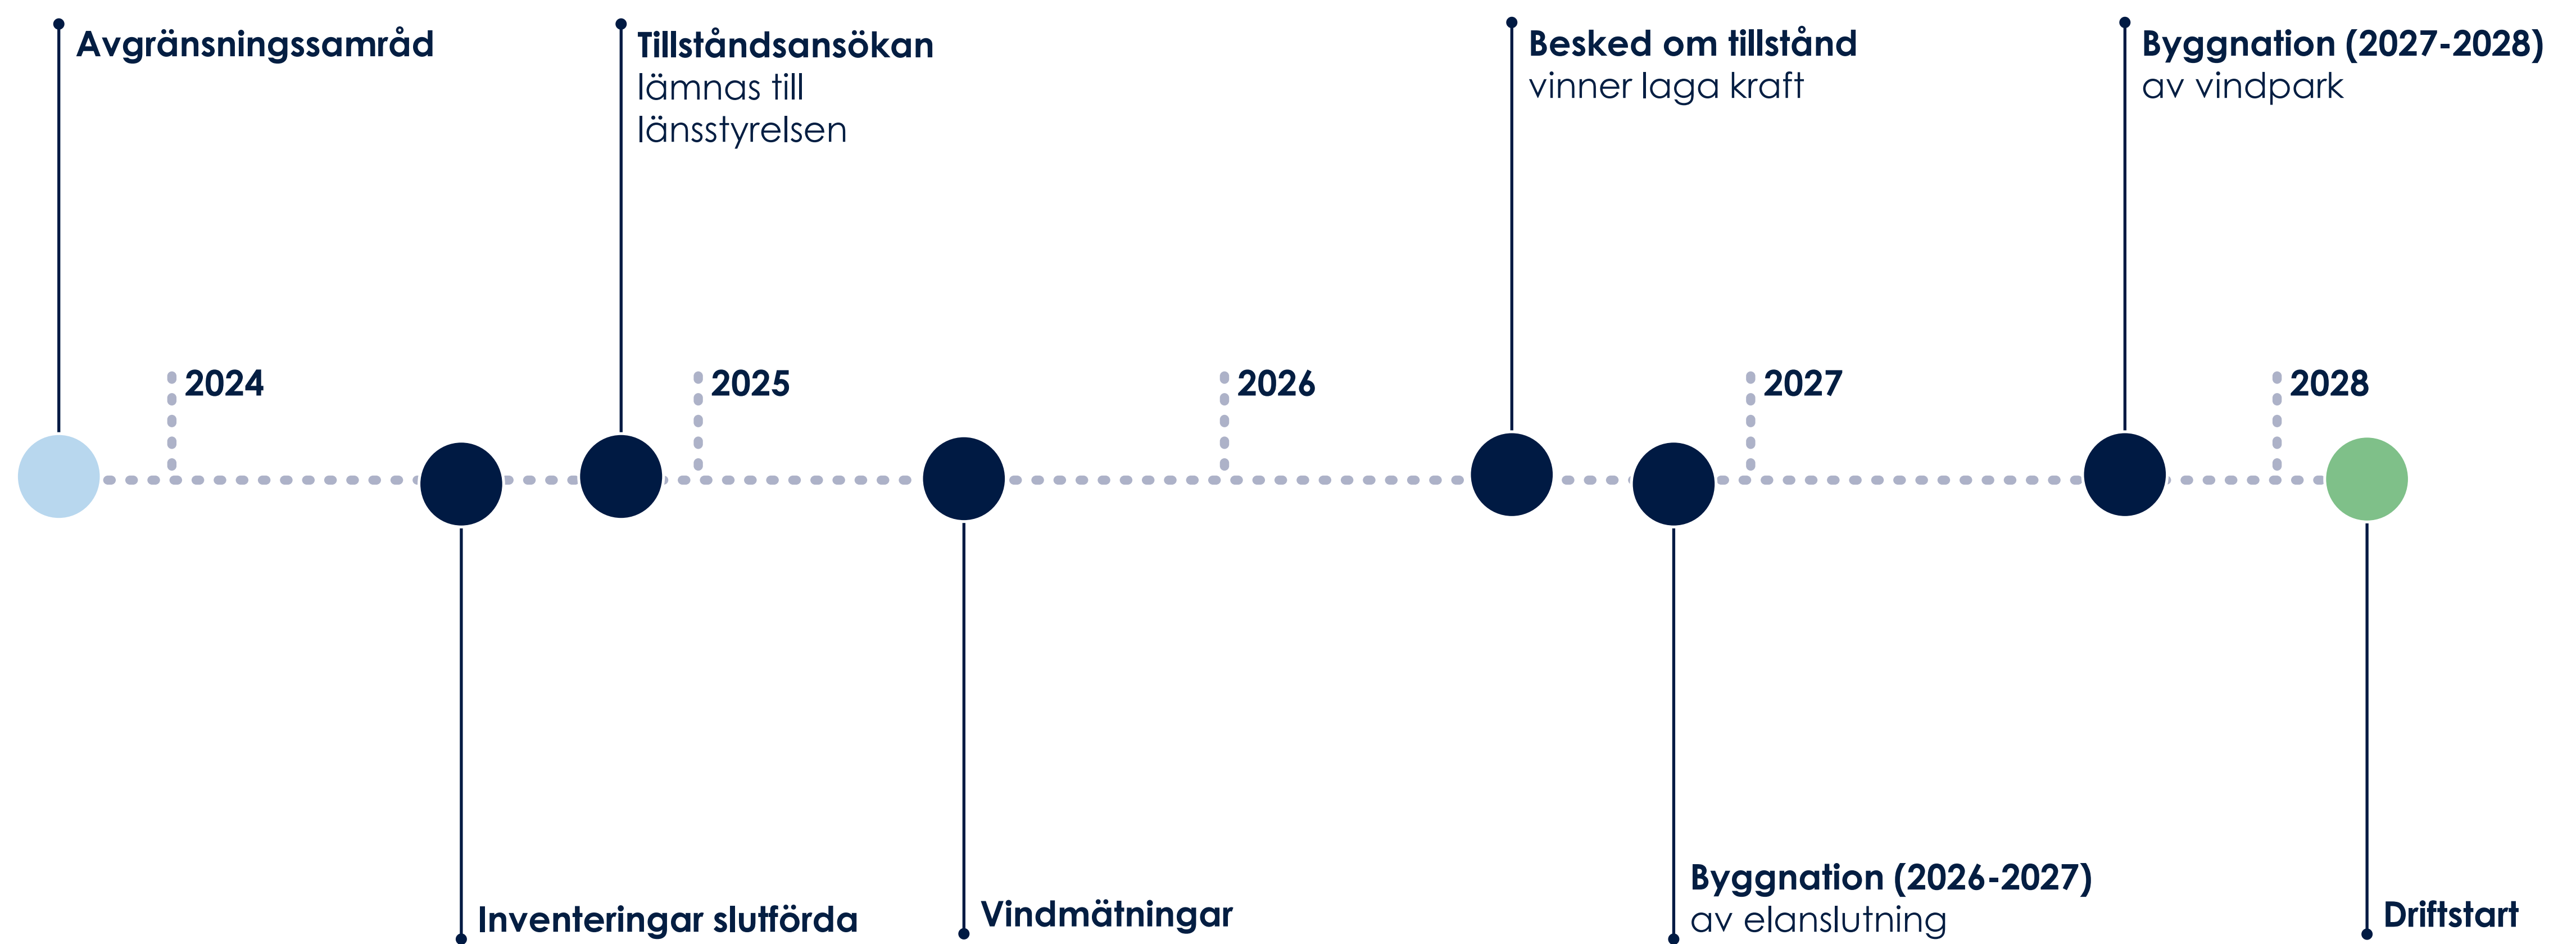 Avgränsningssamråd
Tillståndsansökan
lämnas till
länsstyrelsen
Besked om tillstånd
vinner laga kraft
Byggnation (2027-2028)
av vindpark
2024
2025
2026
2027
2028
Inventeringar slutförda
Vindmätningar
Byggnation (2026-2027)
av elanslutning
Driftstart